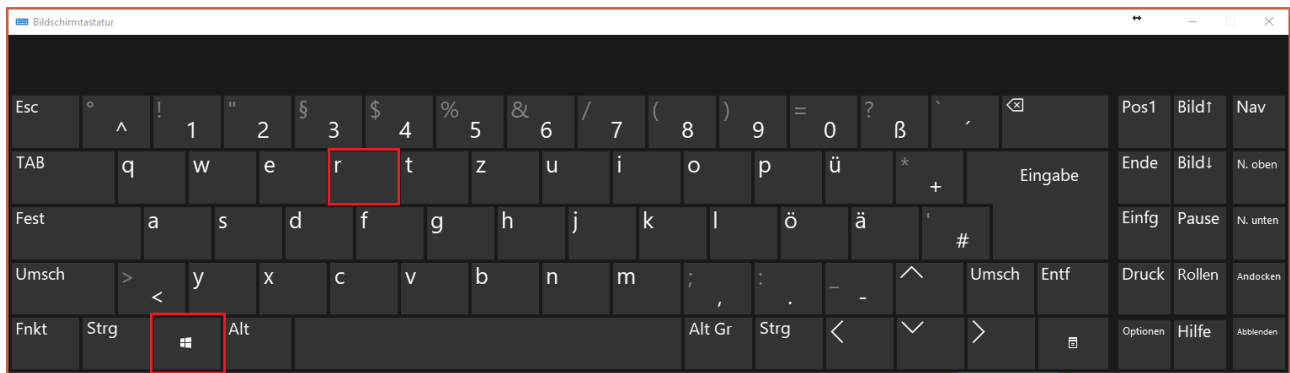 Bildschirmtastatur
Esc ° ^ ! 1 " 2 § 3 $ 4 % 5 & 6 / 7 ( 8 ) 9 = 0 ? ß ` ´ Pos1 Bild↑ Nav
TAB q w e r t z u i o p ü * + Eingabe Ende Bild↓ N. oben
Fest a s d f g h j k l ö ä ' # Einfg Pause N. unten
Umsch > < y x c v b n m ; , : . _ - Umsch Entf Druck Rollen Andocken
Fnkt Strg Alt Alt Gr Strg Optionen Hilfe Abblenden